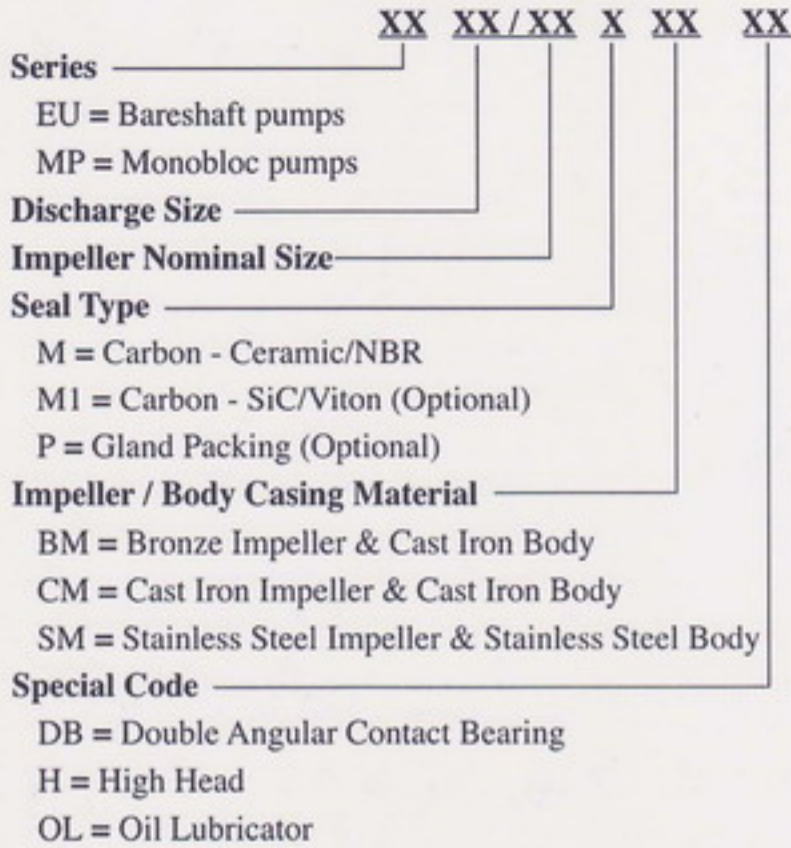 XX XX / XX X XX XX
Series
EU = Bareshaft pumps
MP = Monobloc pumps
Discharge Size
Impeller Nominal Size
Seal Type
M = Carbon - Ceramic/NBR
M1 = Carbon - SiC/Viton (Optional)
P = Gland Packing (Optional)
Impeller / Body Casing Material
BM = Bronze Impeller & Cast Iron Body
CM = Cast Iron Impeller & Cast Iron Body
SM = Stainless Steel Impeller & Stainless Steel Body
Special Code
DB = Double Angular Contact Bearing
H = High Head
OL = Oil Lubricator